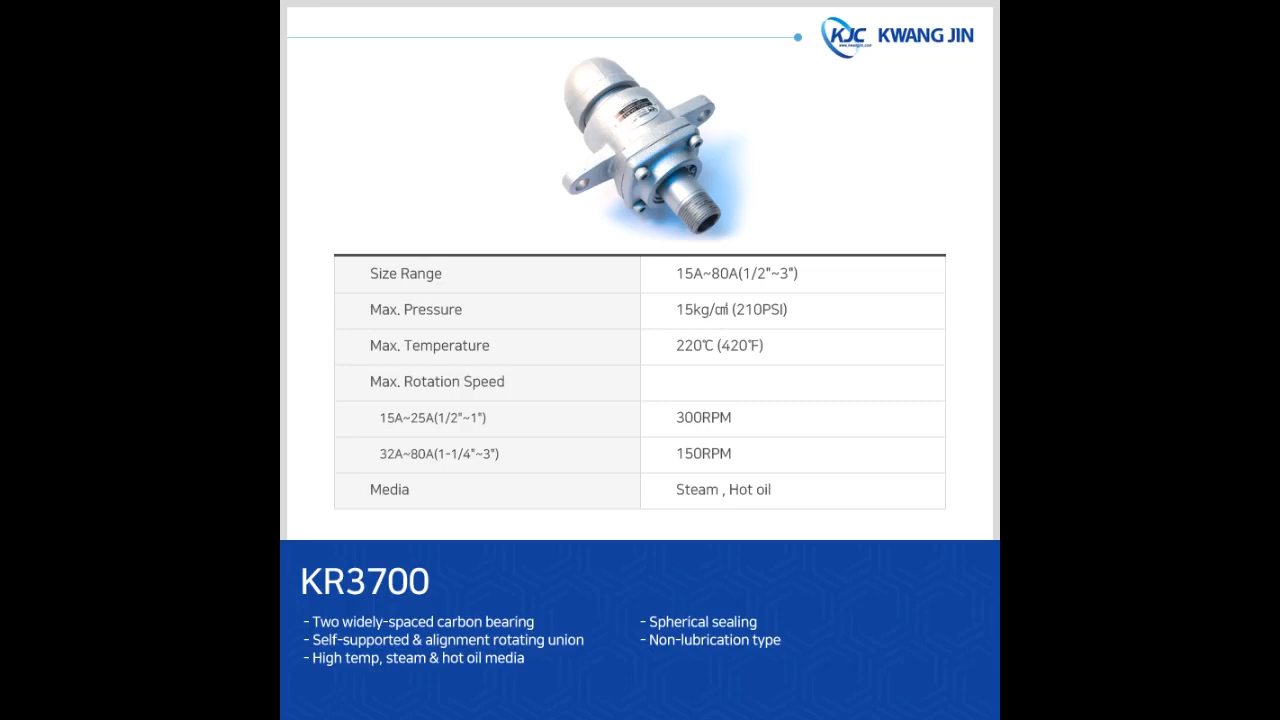 KJC KWANG JIN
www.kwangjin.com
Size Range 15A~80A(1/2"~3")
Max. Pressure 15kg/㎠ (210PSI)
Max. Temperature 220℃ (420℉)
Max. Rotation Speed
15A~25A(1/2"~1") 300RPM
32A~80A(1-1/4"~3") 150RPM
Media Steam , Hot oil
KR3700
- Two widely-spaced carbon bearing
- Self-supported & alignment rotating union
- High temp, steam & hot oil media
- Spherical sealing
- Non-lubrication type